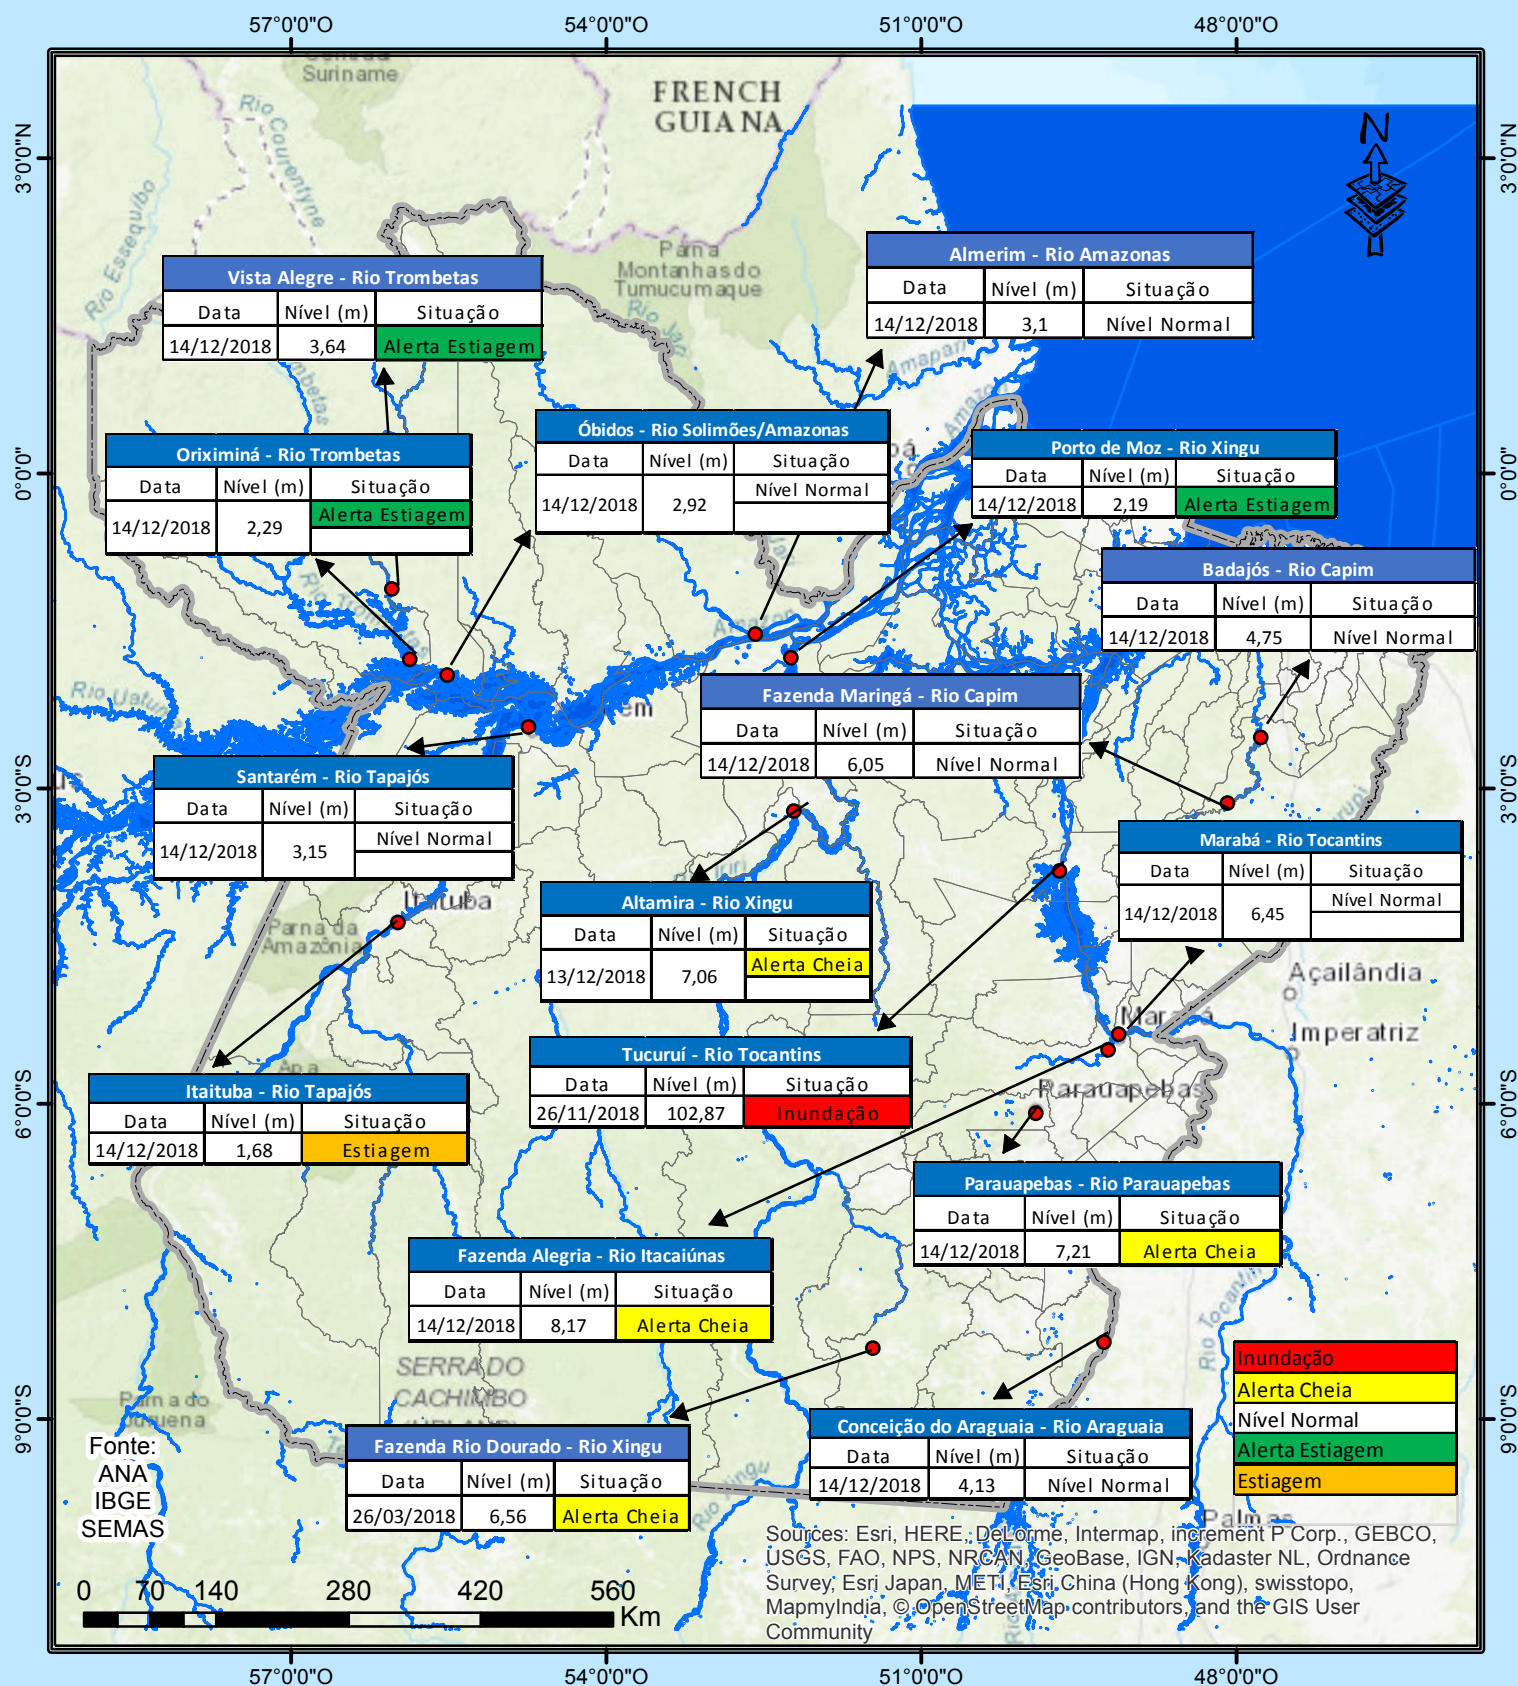 57°0'0"O 54°0'0"O 51°0'0"O 48°0'0"O
3°0'0"N
0°0'0"
3°0'0"S
6°0'0"S
9°0'0"S
3°0'0"N
0°0'0"
3°0'0"S
6°0'0"S
9°0'0"S
Suriname
FRENCH
GUIANA
N
Rio Courentyne
Rio Essequibo
Parna
Montanhas do
Tumucumaque
Rio Jari
Amapari
Vista Alegre - Rio Trombetas
Data Nível (m) Situação
14/12/2018 3,64 Alerta Estiagem
Almerim - Rio Amazonas
Data Nível (m) Situação
14/12/2018 3,1 Nível Normal
Oriximiná - Rio Trombetas
Data Nível (m) Situação
14/12/2018 2,29 Alerta Estiagem
Óbidos - Rio Solimões/Amazonas
Data Nível (m) Situação
14/12/2018 2,92 Nível Normal
Porto de Moz - Rio Xingu
Data Nível (m) Situação
14/12/2018 2,19 Alerta Estiagem
Badajós - Rio Capim
Data Nível (m) Situação
14/12/2018 4,75 Nível Normal
Fazenda Maringá - Rio Capim
Data Nível (m) Situação
14/12/2018 6,05 Nível Normal
Santarém - Rio Tapajós
Data Nível (m) Situação
14/12/2018 3,15 Nível Normal
Marabá - Rio Tocantins
Data Nível (m) Situação
14/12/2018 6,45 Nível Normal
Itaituba
Parna da
Amazônia
Altamira - Rio Xingu
Data Nível (m) Situação
13/12/2018 7,06 Alerta Cheia
Açailândia
Imperatriz
Marabá
Parauapebas
Tucuruí - Rio Tocantins
Data Nível (m) Situação
26/11/2018 102,87 Inundação
Itaituba - Rio Tapajós
Data Nível (m) Situação
14/12/2018 1,68 Estiagem
Parauapebas - Rio Parauapebas
Data Nível (m) Situação
14/12/2018 7,21 Alerta Cheia
Fazenda Alegria - Rio Itacaiúnas
Data Nível (m) Situação
14/12/2018 8,17 Alerta Cheia
SERRA DO
CACHIMBO
Rio Tocantin
Conceição do Araguaia - Rio Araguaia
Data Nível (m) Situação
14/12/2018 4,13 Nível Normal
Fazenda Rio Dourado - Rio Xingu
Data Nível (m) Situação
26/03/2018 6,56 Alerta Cheia
Rio Xingu
Palmas
Inundação
Alerta Cheia
Nível Normal
Alerta Estiagem
Estiagem
Fonte:
ANA
IBGE
SEMAS
0 70 140 280 420 560
Km
Sources: Esri, HERE, DeLorme, Intermap, increment P Corp., GEBCO,
USGS, FAO, NPS, NRCAN, GeoBase, IGN, Kadaster NL, Ordnance
Survey, Esri Japan, METI, Esri China (Hong Kong), swisstopo,
MapmyIndia, © OpenStreetMap contributors, and the GIS User
Community
57°0'0"O 54°0'0"O 51°0'0"O 48°0'0"O